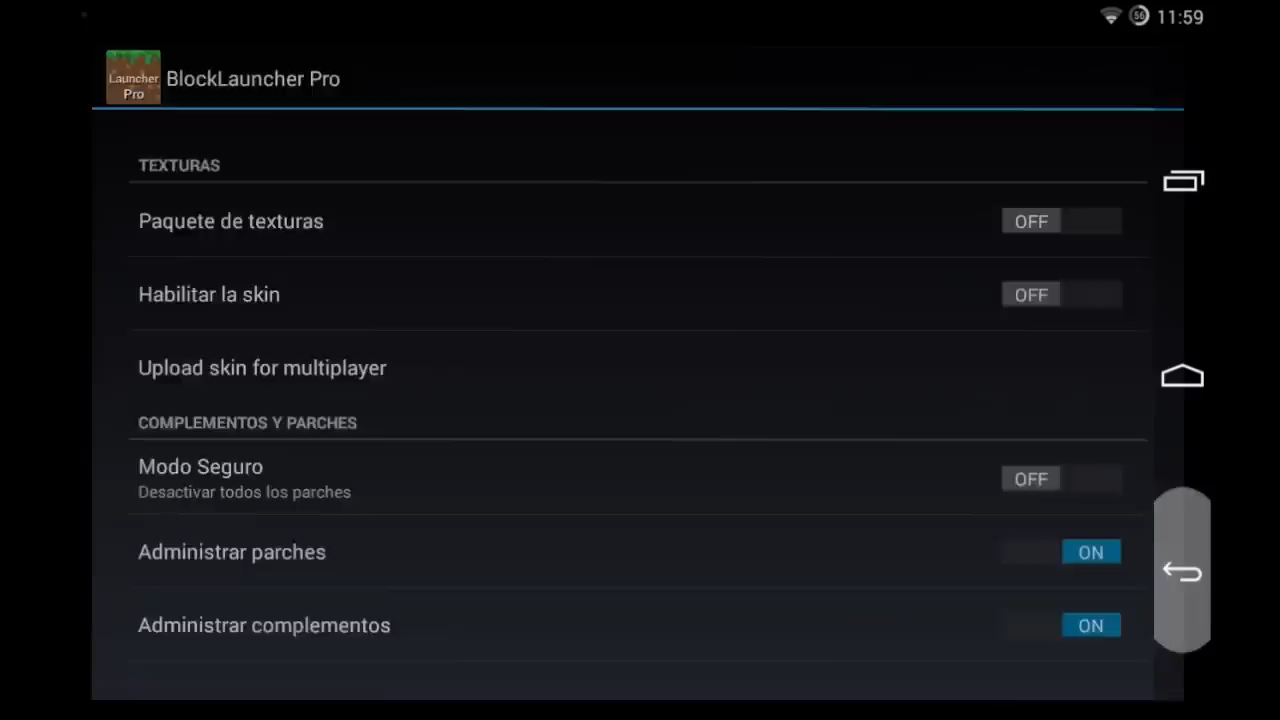 56 11:59
Launcher
Pro
BlockLauncher Pro
TEXTURAS
Paquete de texturas OFF
Habilitar la skin OFF
Upload skin for multiplayer
COMPLEMENTOS Y PARCHES
Modo Seguro
Desactivar todos los parches OFF
Administrar parches ON
Administrar complementos ON